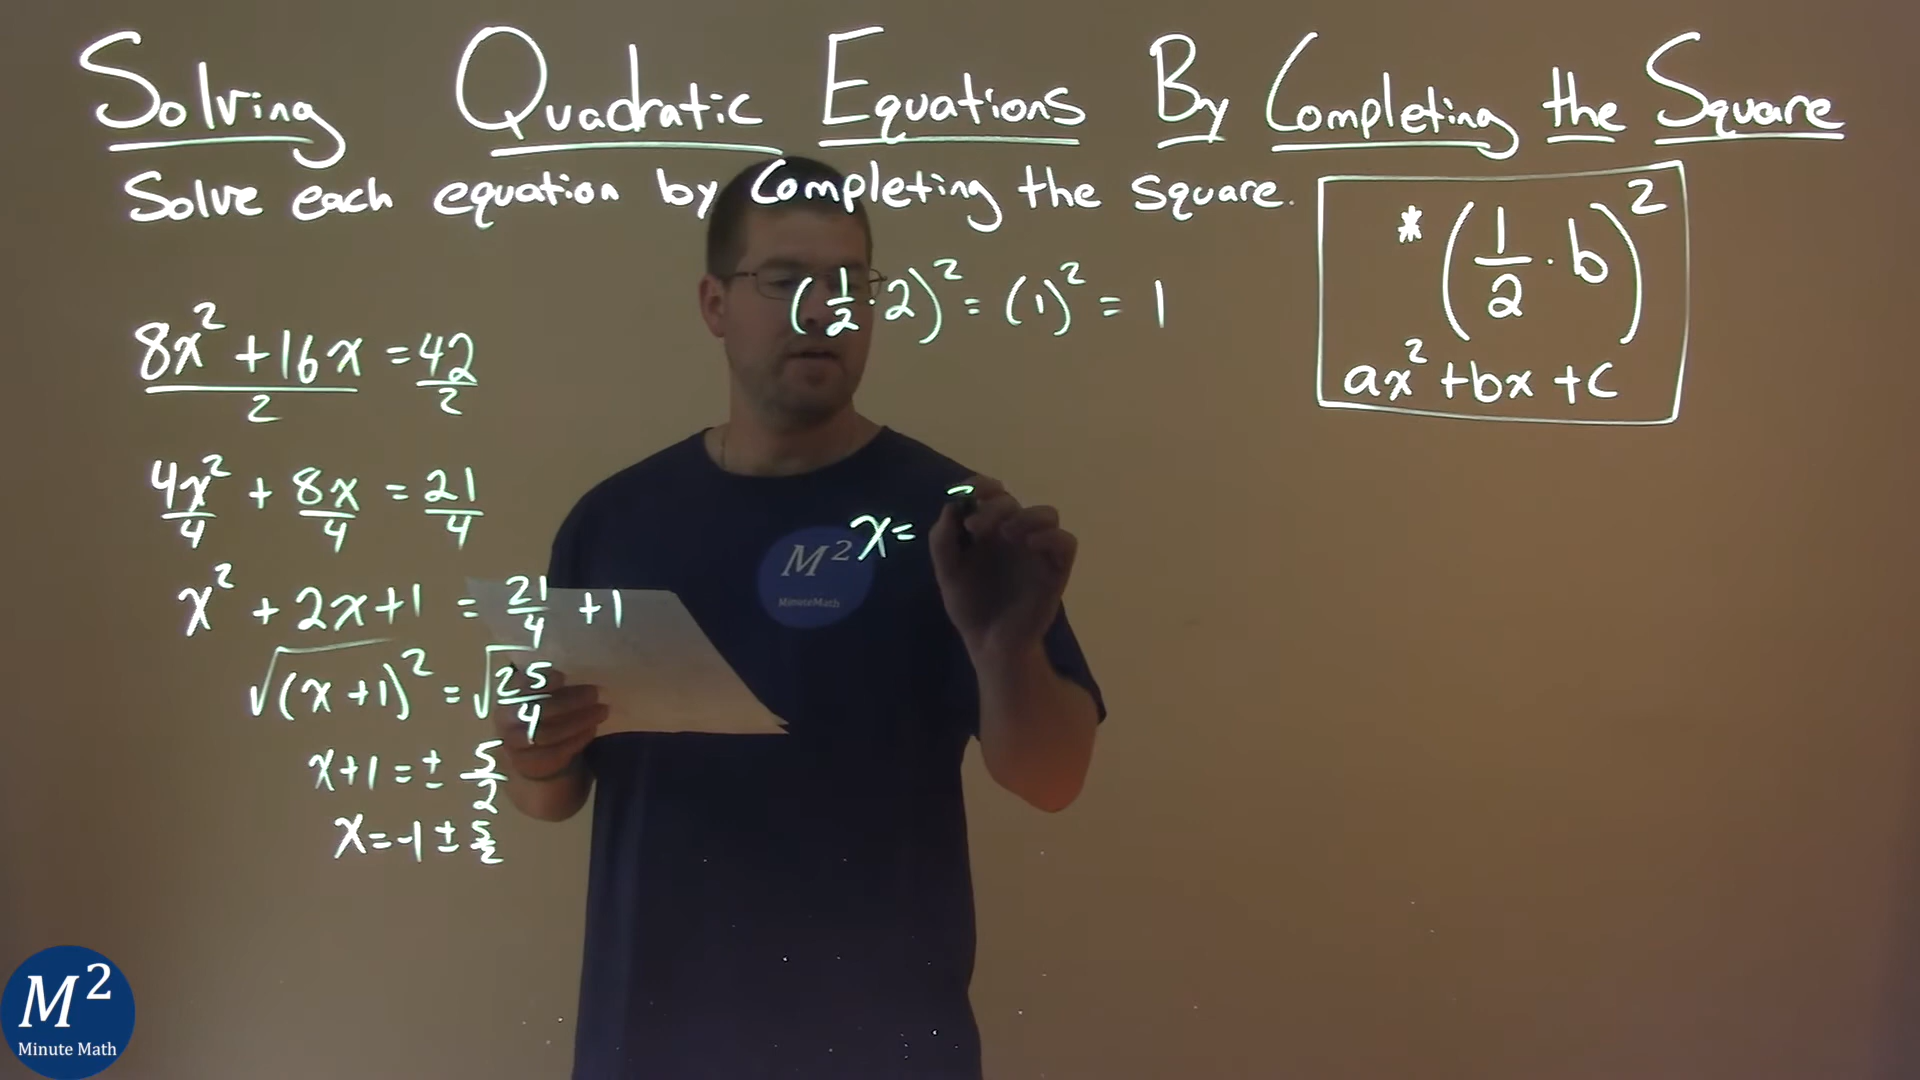 Solving Quadratic Equations By Completing the Square
Solve each equation by completing the square.
* (1/2 · b)²
ax² + bx + c
(1/2 · 2)² = (1)² = 1
8x² + 16x / 2 = 42/2
4x²/4 + 8x/4 = 21/4
x² + 2x + 1 = 21/4 + 1
√(x + 1)² = √25/4
x + 1 = ± 5/2
x = -1 ± 5/2
x =
M² MinuteMath
M²
Minute Math